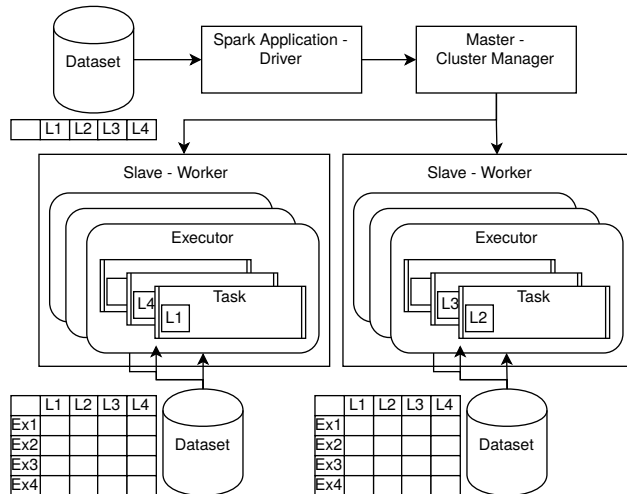 Dataset
Spark Application -
Driver
Master -
Cluster Manager
L1 L2 L3 L4
Slave - Worker
Executor
Task
L4
L1
Slave - Worker
Executor
Task
L3
L2
L1 L2 L3 L4
Ex1
Ex2
Ex3
Ex4
Dataset
L1 L2 L3 L4
Ex1
Ex2
Ex3
Ex4
Dataset